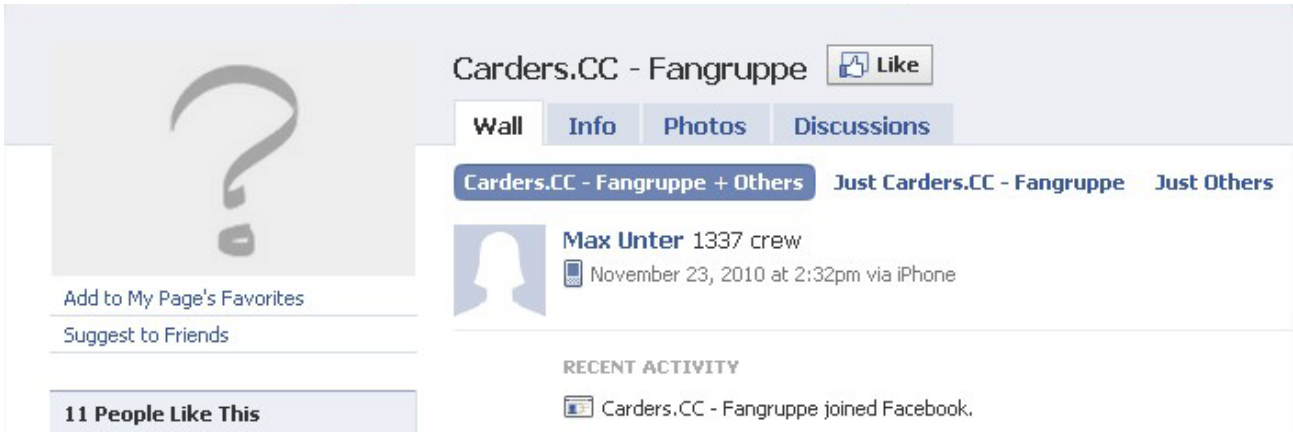 Carders.CC - Fangruppe Like
Wall Info Photos Discussions
Carders.CC - Fangruppe + Others Just Carders.CC - Fangruppe Just Others
Max Unter 1337 crew
November 23, 2010 at 2:32pm via iPhone
Add to My Page's Favorites
Suggest to Friends
RECENT ACTIVITY
Carders.CC - Fangruppe joined Facebook.
11 People Like This